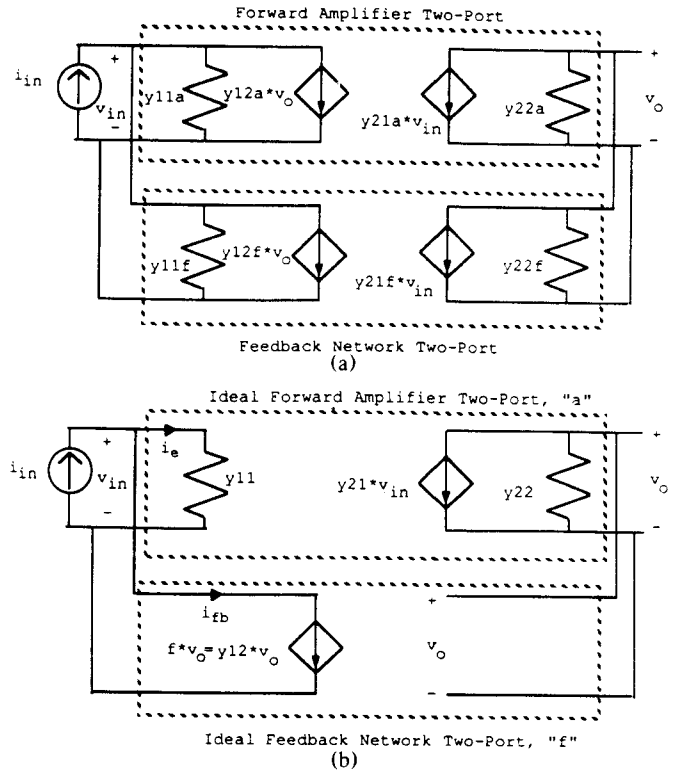 Forward Amplifier Two-Port
i_in
+
v_in
-
y11a
y12a*v_o
y21a*v_in
y22a
+
v_o
-
y11f
y12f*v_o
y21f*v_in
y22f
Feedback Network Two-Port
(a)
Ideal Forward Amplifier Two-Port, "a"
i_in
+
v_in
-
i_e
y11
y21*v_in
y22
+
v_o
-
i_fb
f*v_o=y12*v_o
+
v_o
-
Ideal Feedback Network Two-Port, "f"
(b)